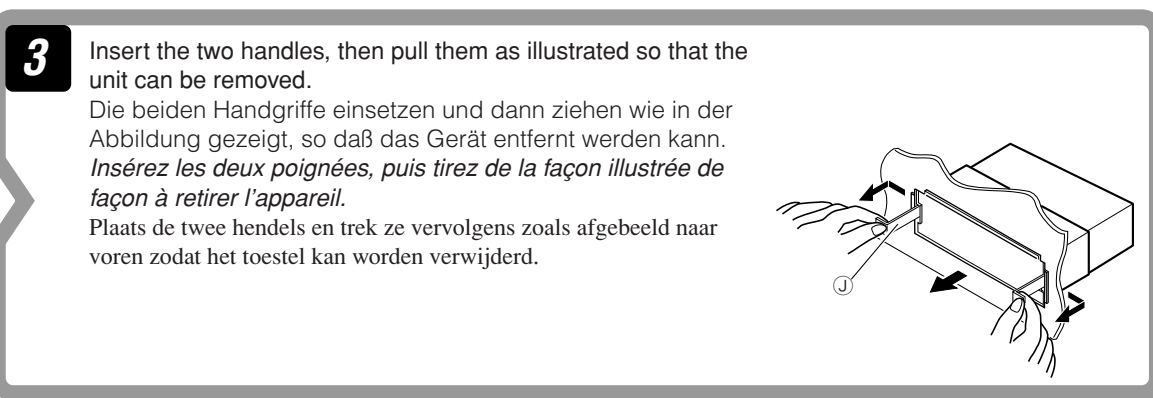 3
Insert the two handles, then pull them as illustrated so that the
unit can be removed.
Die beiden Handgriffe einsetzen und dann ziehen wie in der
Abbildung gezeigt, so daß das Gerät entfernt werden kann.
Insérez les deux poignées, puis tirez de la façon illustrée de
façon à retirer l'appareil.
Plaats de twee hendels en trek ze vervolgens zoals afgebeeld naar
voren zodat het toestel kan worden verwijderd.
Ⓙ